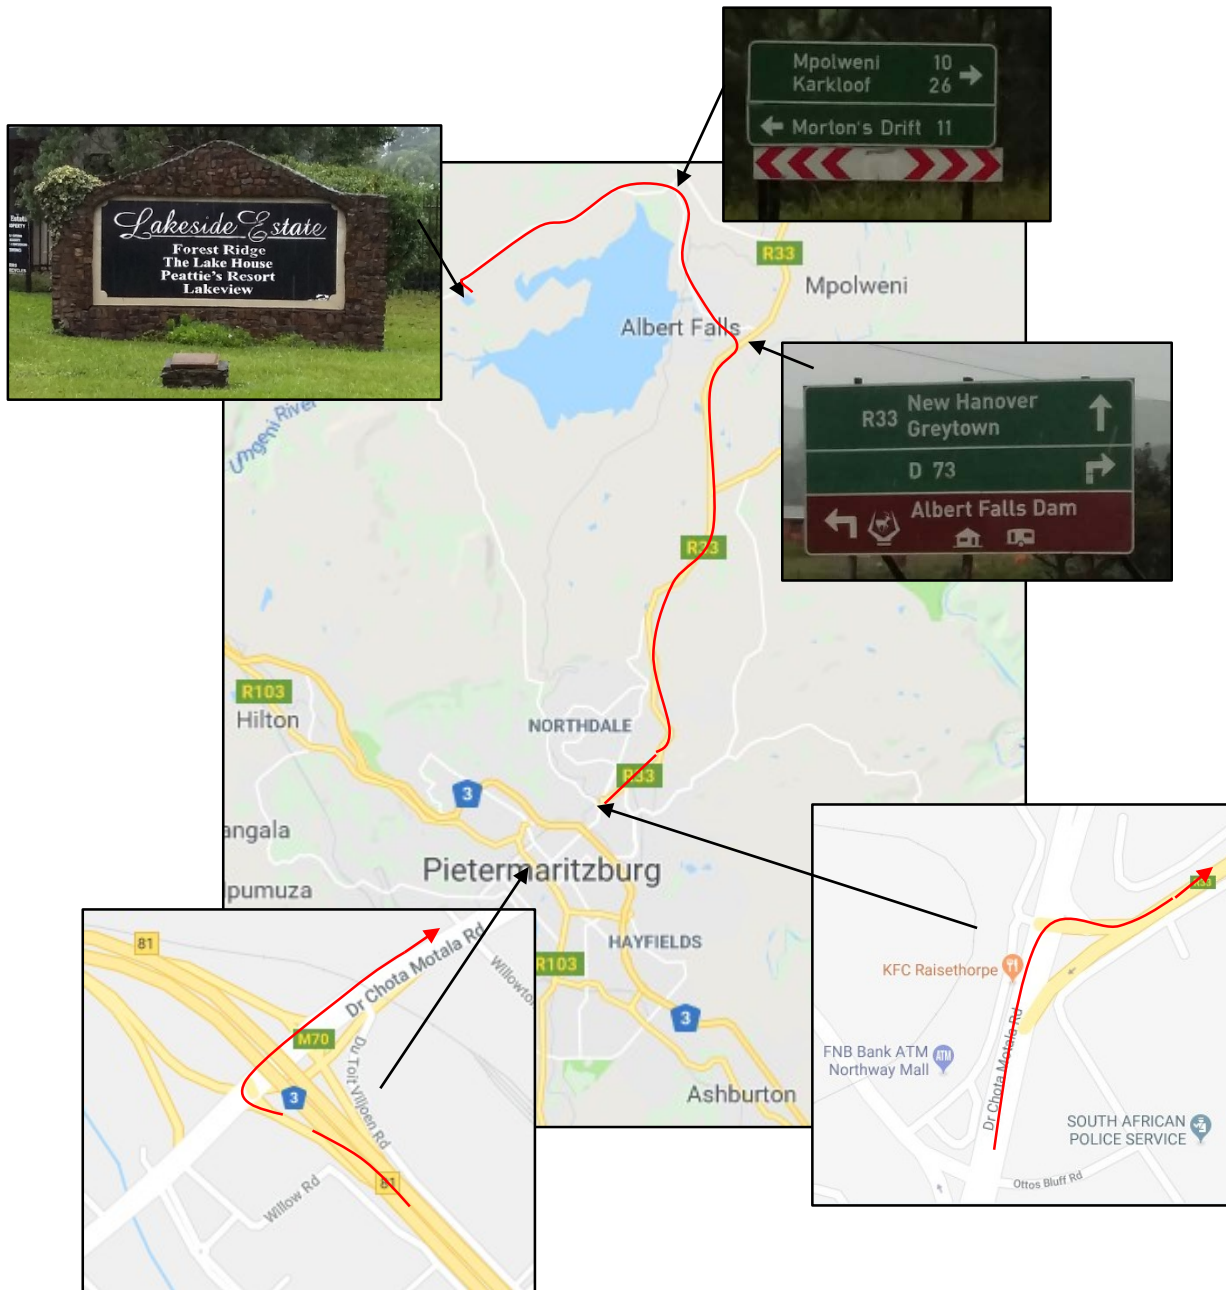 Mpolweni 10
Karkloof 26
Morton's Drift 11
Lakeside Estate
Forest Ridge
The Lake House
Peattie's Resort
Lakeview
R33
Mpolweni
Albert Falls
R33 New Hanover
Greytown
D 73
Albert Falls Dam
Umgeni River
R33
R103
Hilton
NORTHDALE
R33
3
angala
Pietermaritzburg
pumuza
HAYFIELDS
R103
3
Ashburton
81
Dr Chota Motala Rd
Willowton
M70
Du Toit Viljoen Rd
3
81
Willow Rd
R33
KFC Raisethorpe
Dr Chota Motala Rd
FNB Bank ATM
ATM
Northway Mall
SOUTH AFRICAN
POLICE SERVICE
Ottos Bluff Rd